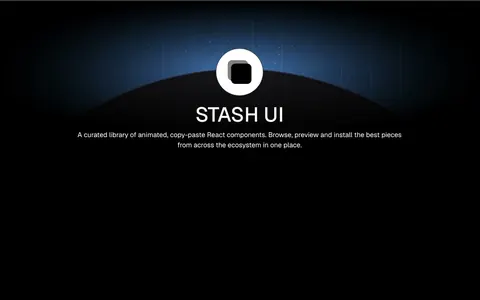 STASH UI
A curated library of animated, copy-paste React components. Browse, preview and install the best pieces
from across the ecosystem in one place.